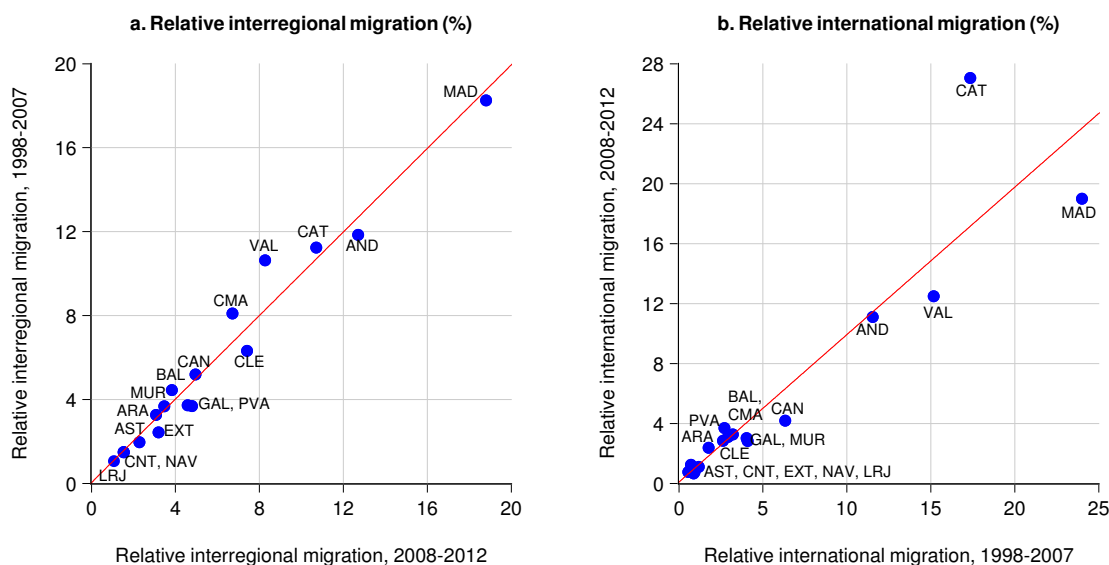 a. Relative interregional migration (%)
Relative interregional migration, 1998-2007
20
16
12
8
4
0
MAD
CAT
AND
VAL
CMA
CLE
CAN
BAL
MUR
GAL, PVA
ARA
AST
EXT
CNT, NAV
LRJ
0 4 8 12 16 20
Relative interregional migration, 2008-2012
b. Relative international migration (%)
Relative international migration, 2008-2012
28
24
20
16
12
8
4
0
CAT
MAD
VAL
AND
BAL,
CMA
CAN
PVA
ARA
GAL, MUR
CLE
AST, CNT, EXT, NAV, LRJ
0 5 10 15 20 25
Relative international migration, 1998-2007